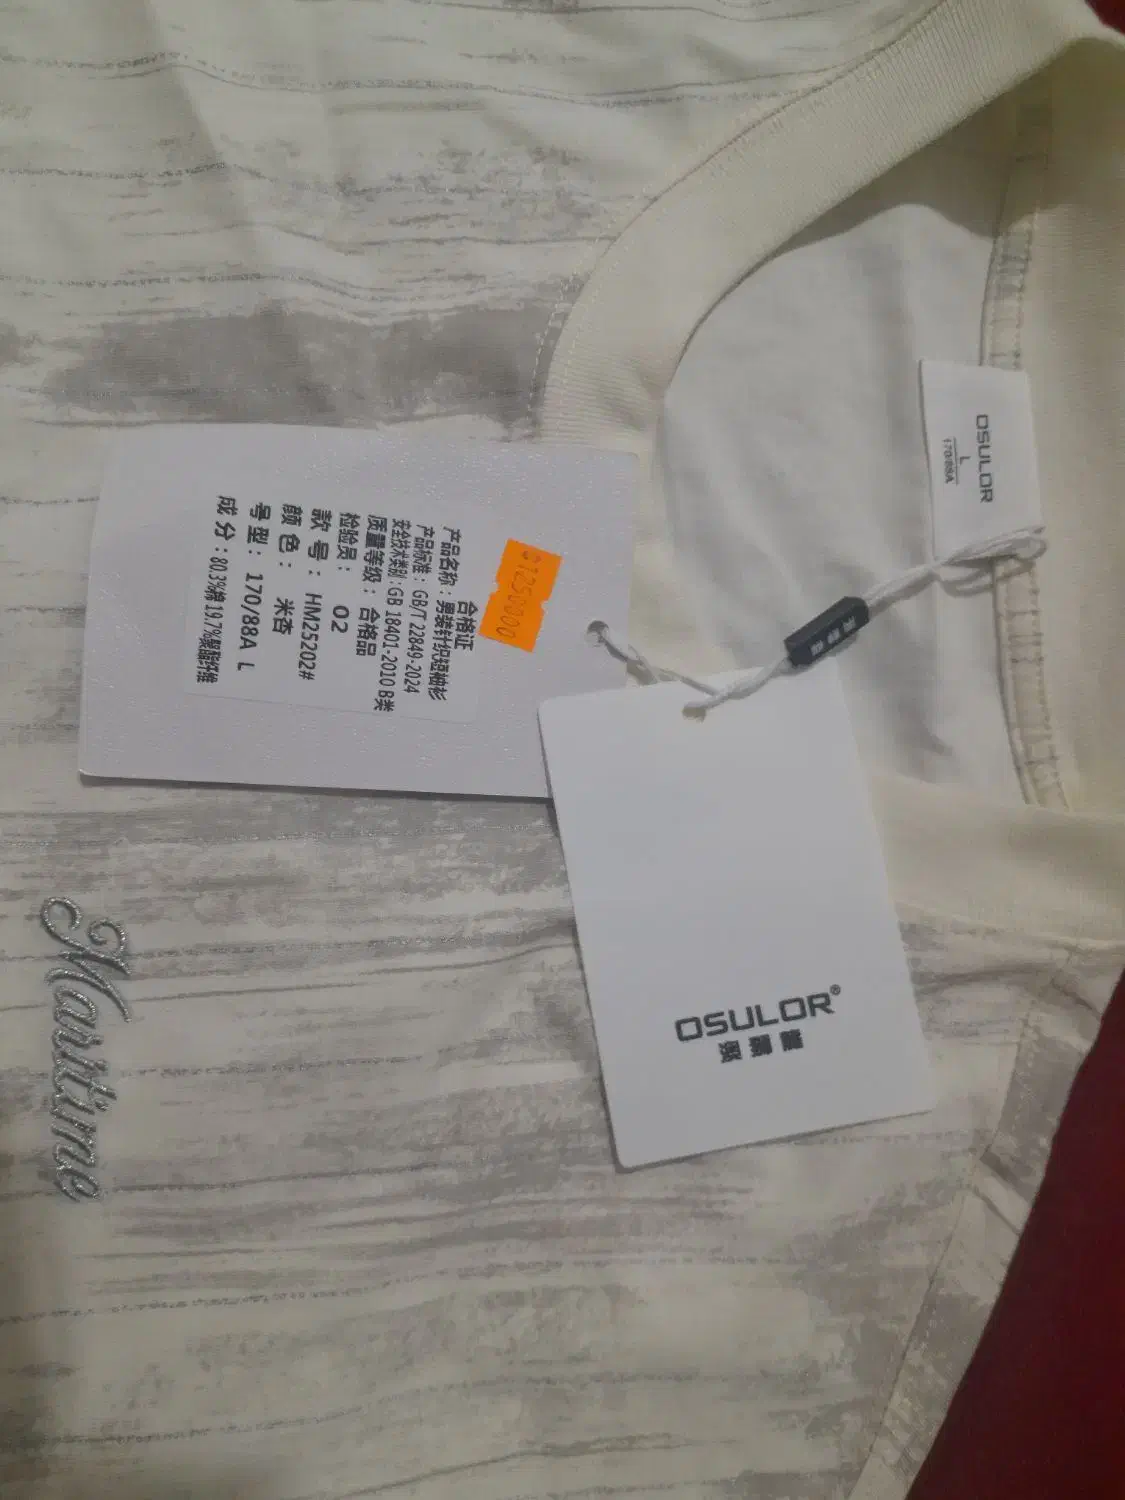 合格证
产品名称：男装针织短袖衫
产品标准：GB/T 22849-2024
安全技术类别：GB 18401-2010 B类
质量等级：合格品
检验员：02
款号：HM25202#
颜色：米杏
号型：170/88A L
成分：80.3%棉 19.7%聚酯纤维
OSULOR
L
170/88A
OSULOR®
澳狮龍
Maritime